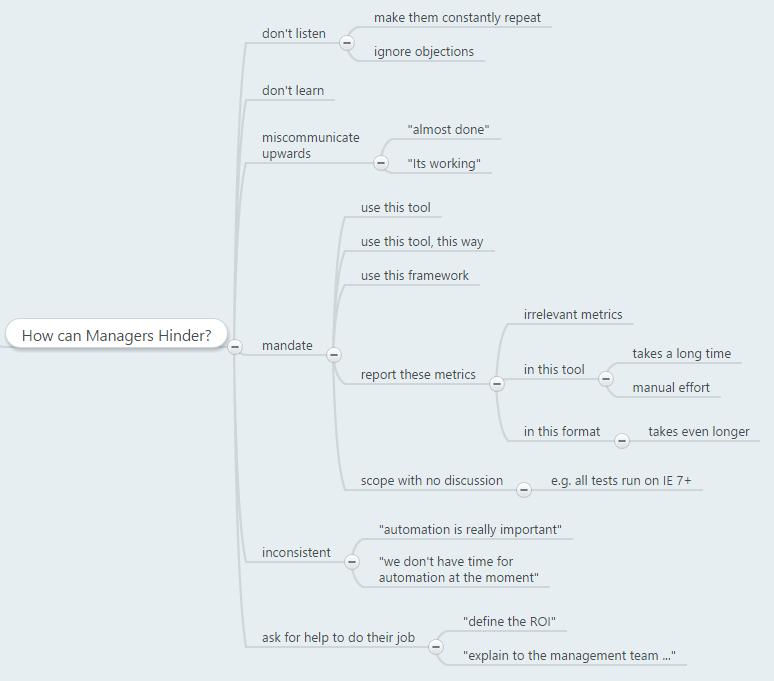 don't listen
make them constantly repeat
ignore objections
don't learn
miscommunicate
upwards
"almost done"
"Its working"
How can Managers Hinder?
mandate
use this tool
use this tool, this way
use this framework
report these metrics
irrelevant metrics
in this tool
takes a long time
manual effort
in this format
takes even longer
scope with no discussion
e.g. all tests run on IE 7+
inconsistent
"automation is really important"
"we don't have time for
automation at the moment"
ask for help to do their job
"define the ROI"
"explain to the management team ..."